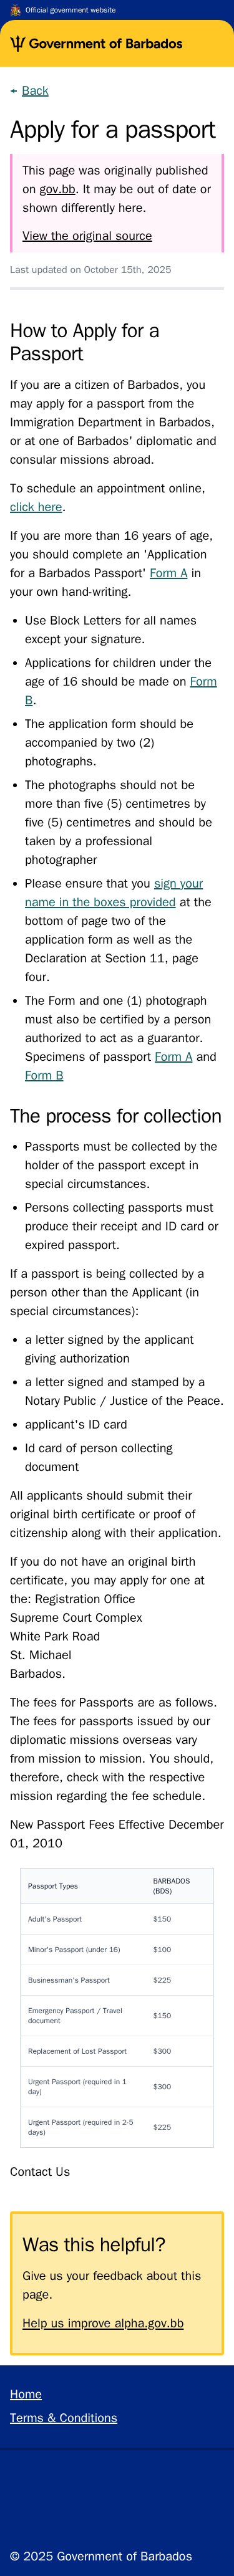 Official government website
Government of Barbados
Back
Apply for a passport
This page was originally published
on gov.bb. It may be out of date or
shown differently here.
View the original source
Last updated on October 15th, 2025
How to Apply for a
Passport
If you are a citizen of Barbados, you
may apply for a passport from the
Immigration Department in Barbados,
or at one of Barbados' diplomatic and
consular missions abroad.
To schedule an appointment online,
click here.
If you are more than 16 years of age,
you should complete an 'Application
for a Barbados Passport' Form A in
your own hand-writing.
• Use Block Letters for all names
except your signature.
• Applications for children under the
age of 16 should be made on Form
B.
• The application form should be
accompanied by two (2)
photographs.
• The photographs should not be
more than five (5) centimetres by
five (5) centimetres and should be
taken by a professional
photographer
• Please ensure that you sign your
name in the boxes provided at the
bottom of page two of the
application form as well as the
Declaration at Section 11, page
four.
• The Form and one (1) photograph
must also be certified by a person
authorized to act as a guarantor.
Specimens of passport Form A and
Form B
The process for collection
• Passports must be collected by the
holder of the passport except in
special circumstances.
• Persons collecting passports must
produce their receipt and ID card or
expired passport.
If a passport is being collected by a
person other than the Applicant (in
special circumstances):
• a letter signed by the applicant
giving authorization
• a letter signed and stamped by a
Notary Public / Justice of the Peace.
• applicant's ID card
• Id card of person collecting
document
All applicants should submit their
original birth certificate or proof of
citizenship along with their application.
If you do not have an original birth
certificate, you may apply for one at
the: Registration Office
Supreme Court Complex
White Park Road
St. Michael
Barbados.
The fees for Passports are as follows.
The fees for passports issued by our
diplomatic missions overseas vary
from mission to mission. You should,
therefore, check with the respective
mission regarding the fee schedule.
New Passport Fees Effective December
01, 2010
Passport Types BARBADOS
(BDS)
Adult's Passport $150
Minor's Passport (under 16) $100
Businessman's Passport $225
Emergency Passport / Travel
document $150
Replacement of Lost Passport $300
Urgent Passport (required in 1
day) $300
Urgent Passport (required in 2-5
days) $225
Contact Us
Was this helpful?
Give us your feedback about this
page.
Help us improve alpha.gov.bb
Home
Terms & Conditions
© 2025 Government of Barbados